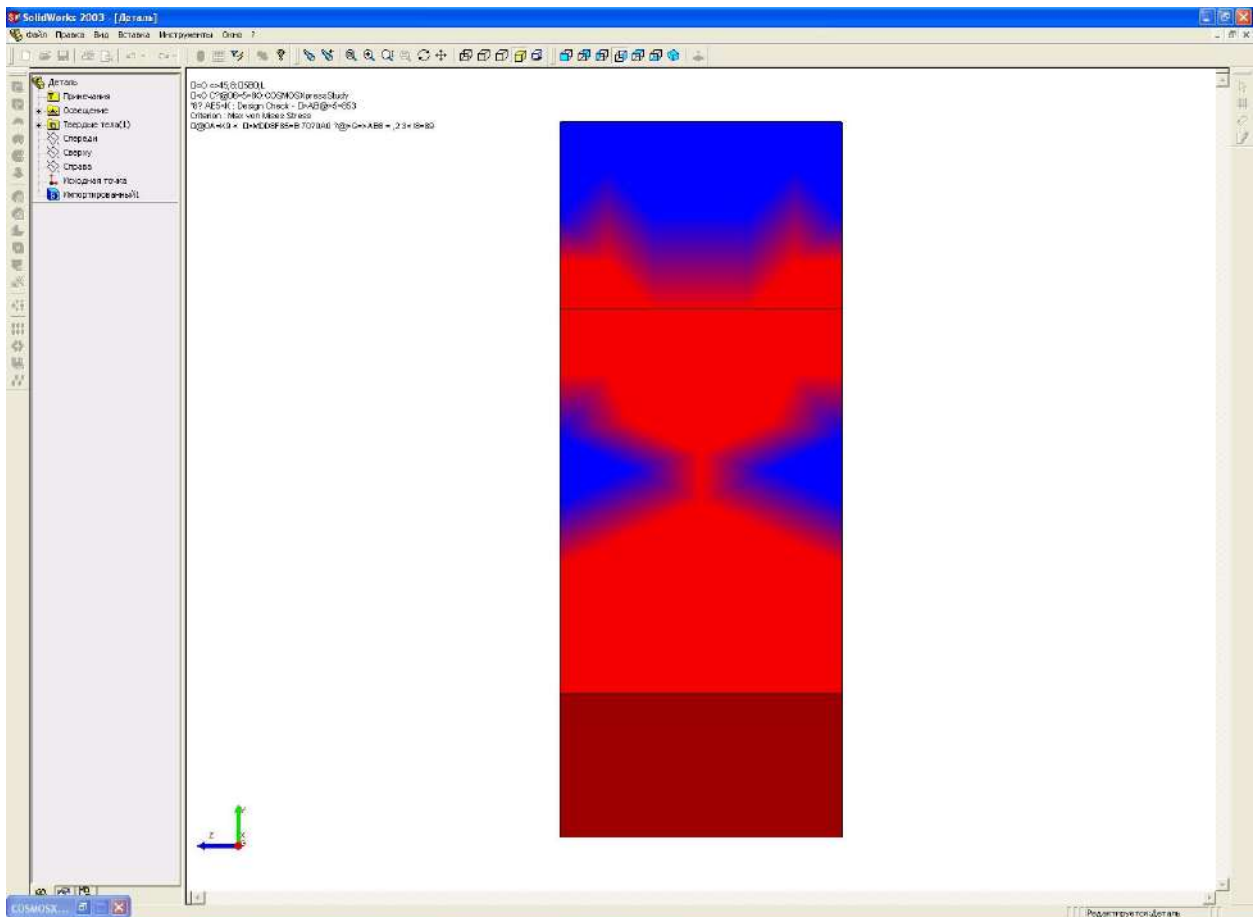 SolidWorks 2003 - [Деталь]
Файл Правка Вид Вставка Инструменты Окно ?
Деталь
Примечания
Освещение
Твердые тела(1)
Спереди
Сверху
Справа
Исходная точка
Импортированный1
COSMOSXpressStudy
Design Check -
Criterion : Max von Mises Stress
Y
Z
X
COSMOSX...
Редактируется:Деталь